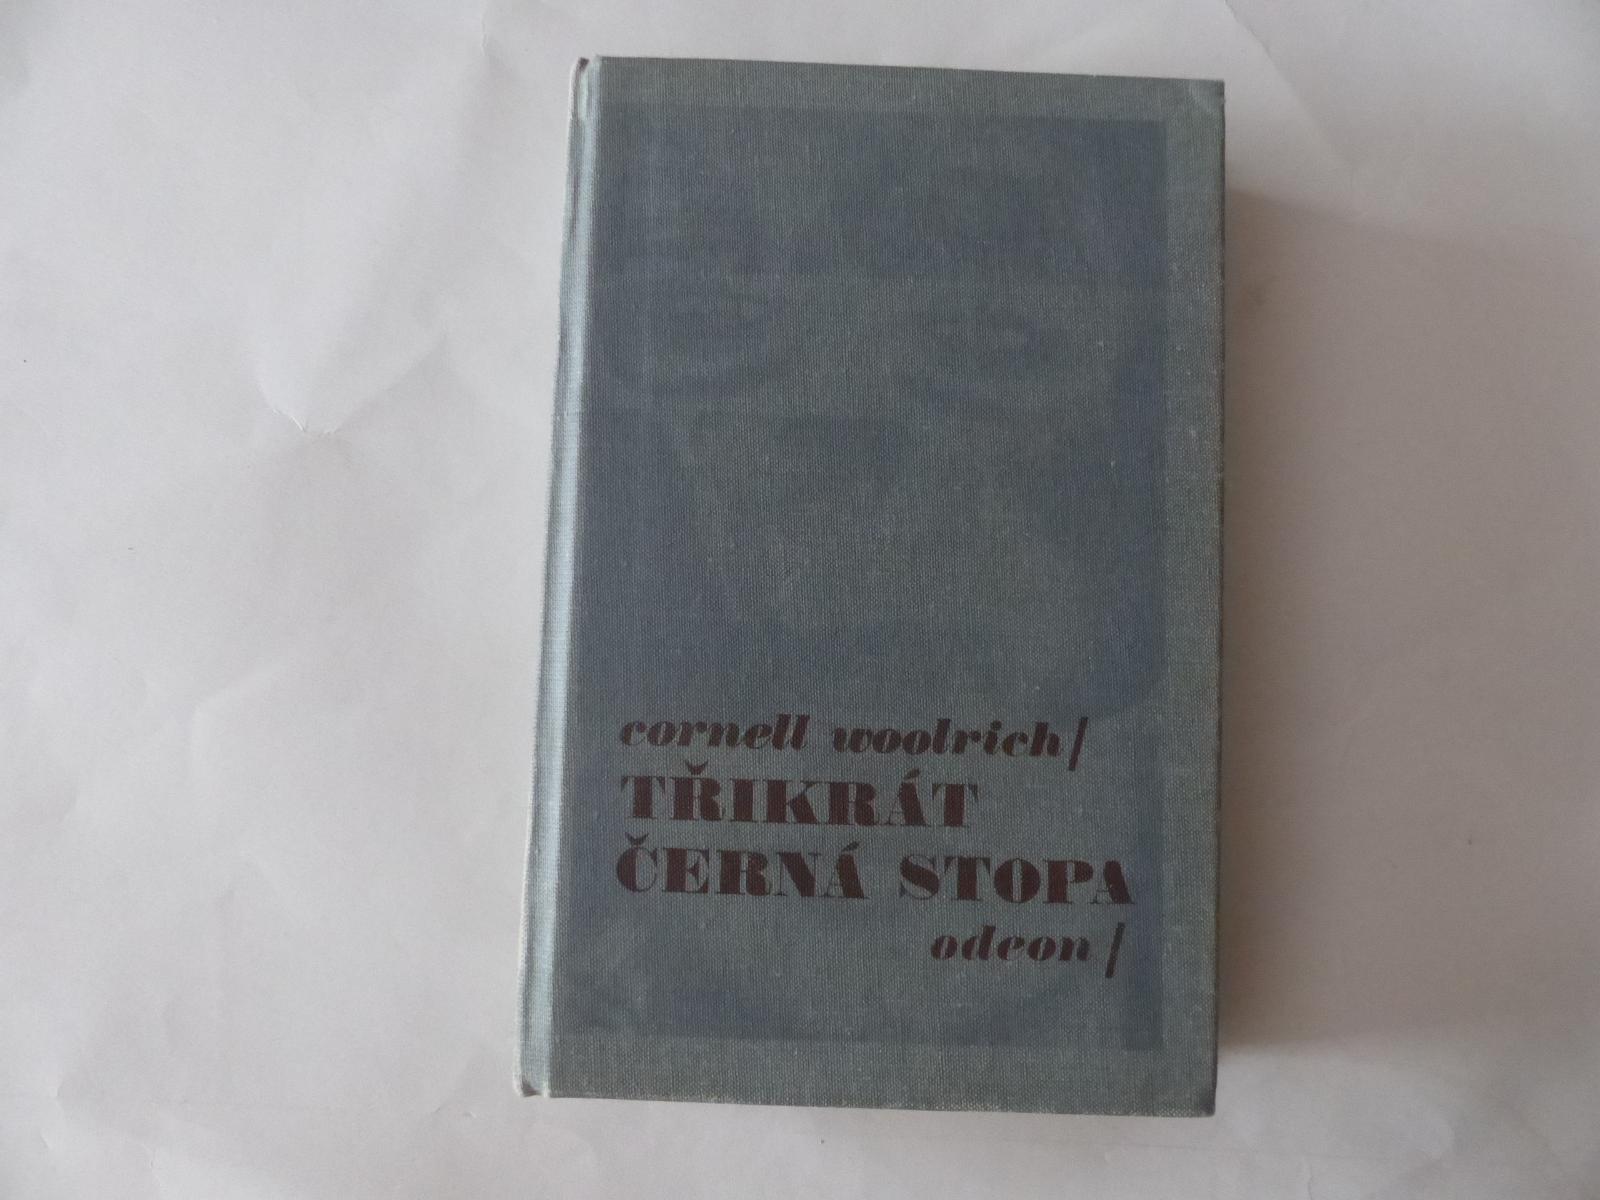 cornell woolrich/
TŘIKRÁT
ČERNÁ STOPA
odeon/